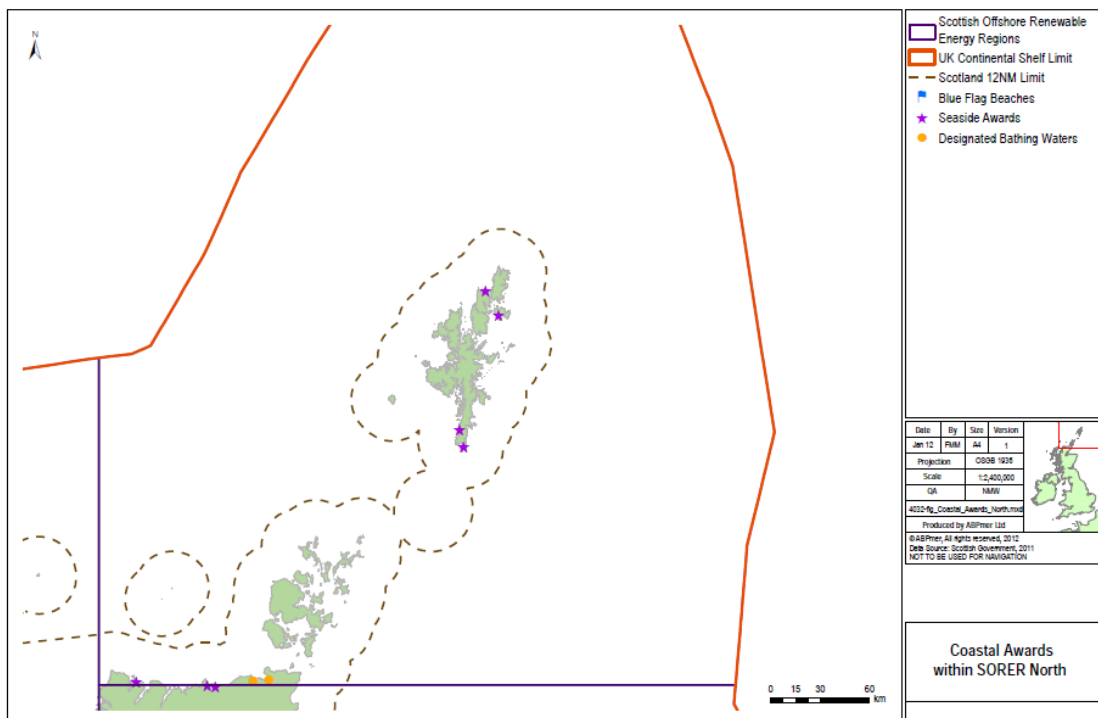 N
Scottish Offshore Renewable
Energy Regions
UK Continental Shelf Limit
Scotland 12NM Limit
Blue Flag Beaches
Seaside Awards
Designated Bathing Waters
Date By Size Version
Jan 12 FMM A4 1
Projection OSGB 1936
Scale 1:2,400,000
QA NMW
4032-fig_Coastal_Awards_North.mxd
Produced by ABPmer Ltd
© ABPmer, All rights reserved, 2012
Data Source: Scottish Government, 2011
NOT TO BE USED FOR NAVIGATION
0 15 30 60
km
Coastal Awards
within SORER North